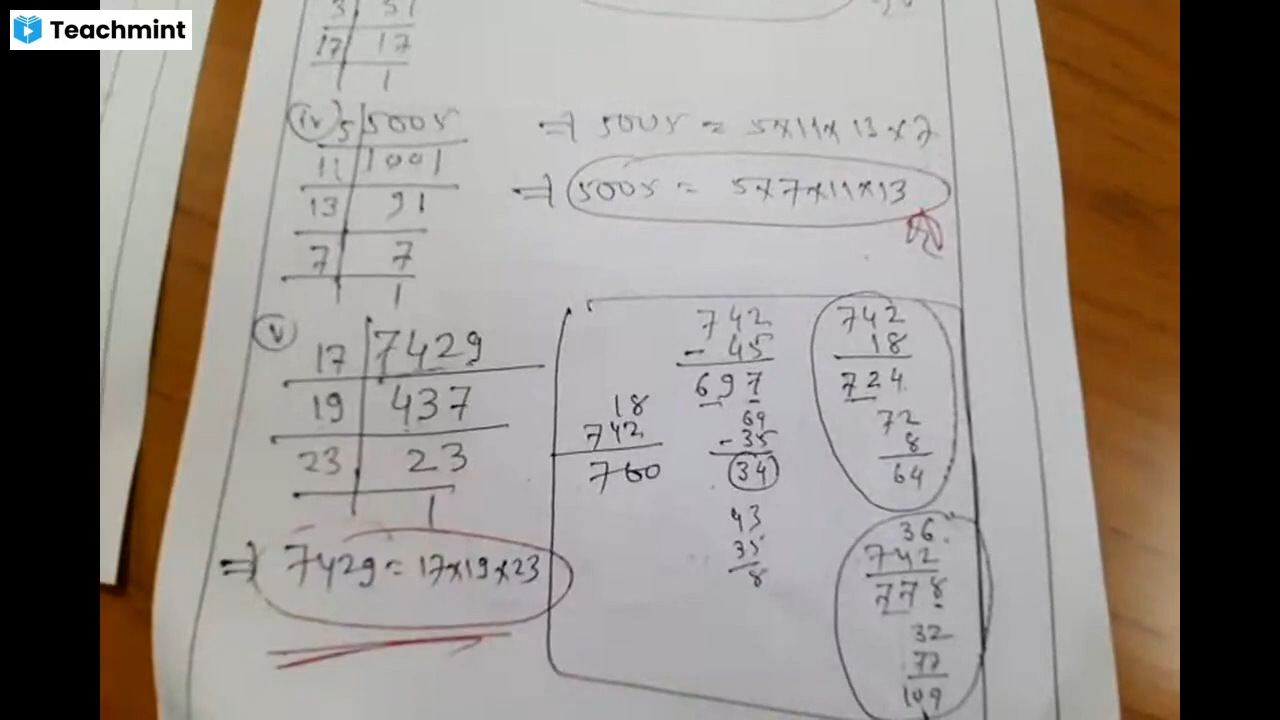 Teachmint
3 | 51
17 | 17
1
(iv) 5 | 5005
11 | 1001
13 | 91
7 | 7
1
⇒ 5005 = 5×11×13×7
⇒ 5005 = 5×7×11×13
(v)
17 | 7429
19 | 437
23 | 23
1
⇒ 7429 = 17×19×23
18
742
760
742
- 45
697
69
- 35
34
43
35
8
742
18
724
72
8
64
36
742
778
32
77
109